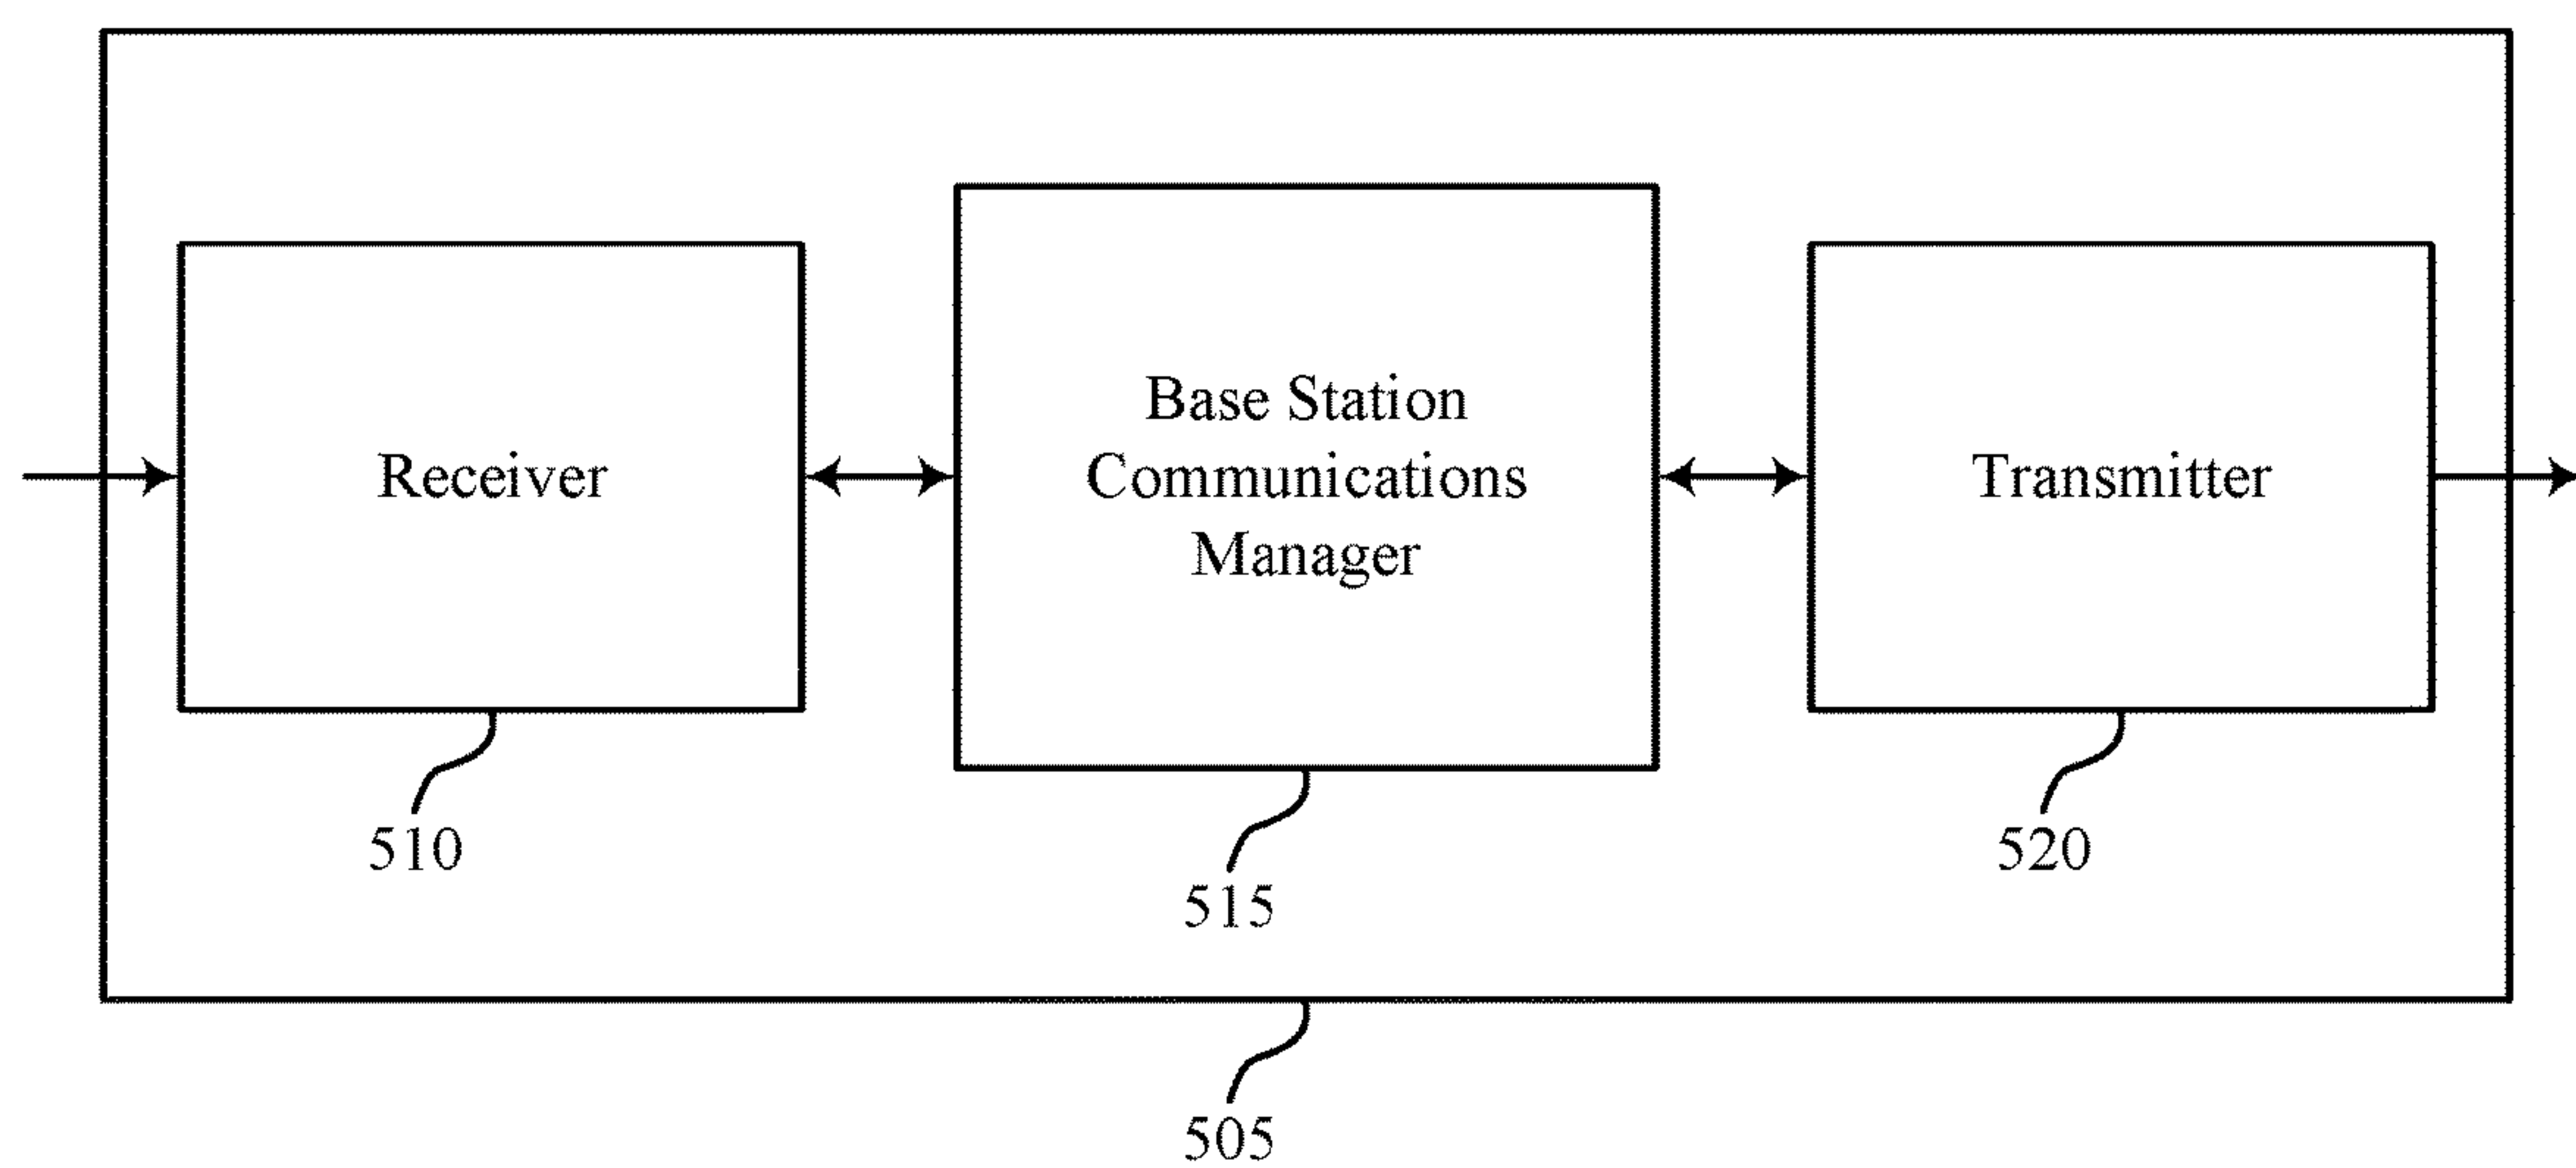 Receiver
Base Station
Communications
Manager
Transmitter
510
515
520
505